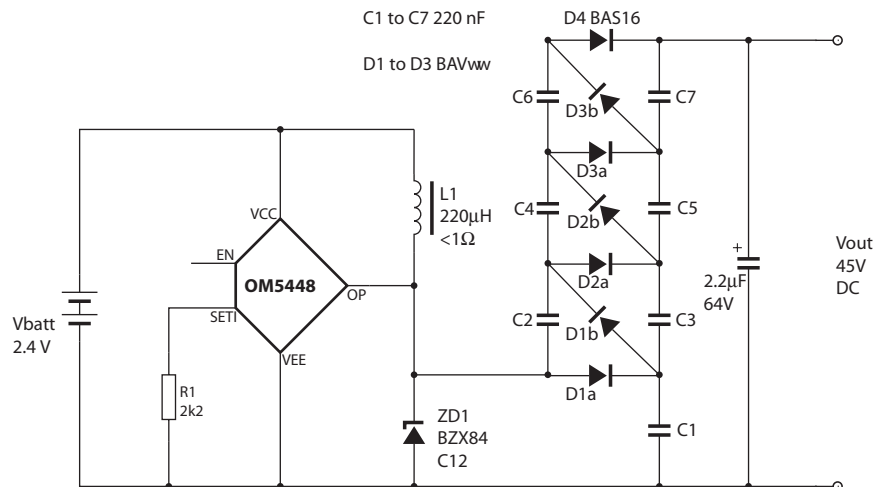 C1 to C7 220 nF
D4 BAS16
D1 to D3 BAVww
C6
D3b
C7
D3a
L1
220µH
<1Ω
VCC
C4
D2b
C5
EN
OM5448
OP
D2a
Vout
45V
DC
+
2.2µF
64V
SETI
C2
D1b
C3
Vbatt
2.4 V
VEE
R1
2k2
D1a
ZD1
BZX84
C12
C1